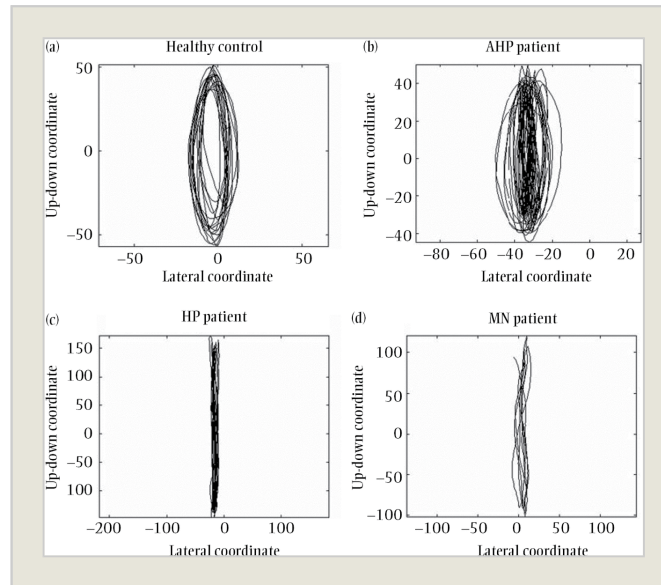 (a) Healthy control
50
0
−50
Up-down coordinate
−50 0 50
Lateral coordinate
(b) AHP patient
40
20
0
−20
−40
Up-down coordinate
−80 −60 −40 −20 0 20
Lateral coordinate
(c) HP patient
150
100
50
0
−50
100
Up-down coordinate
−200 −100 0 100
Lateral coordinate
(d) MN patient
100
50
0
−50
−100
Up-down coordinate
−100 −50 0 50 100
Lateral coordinate